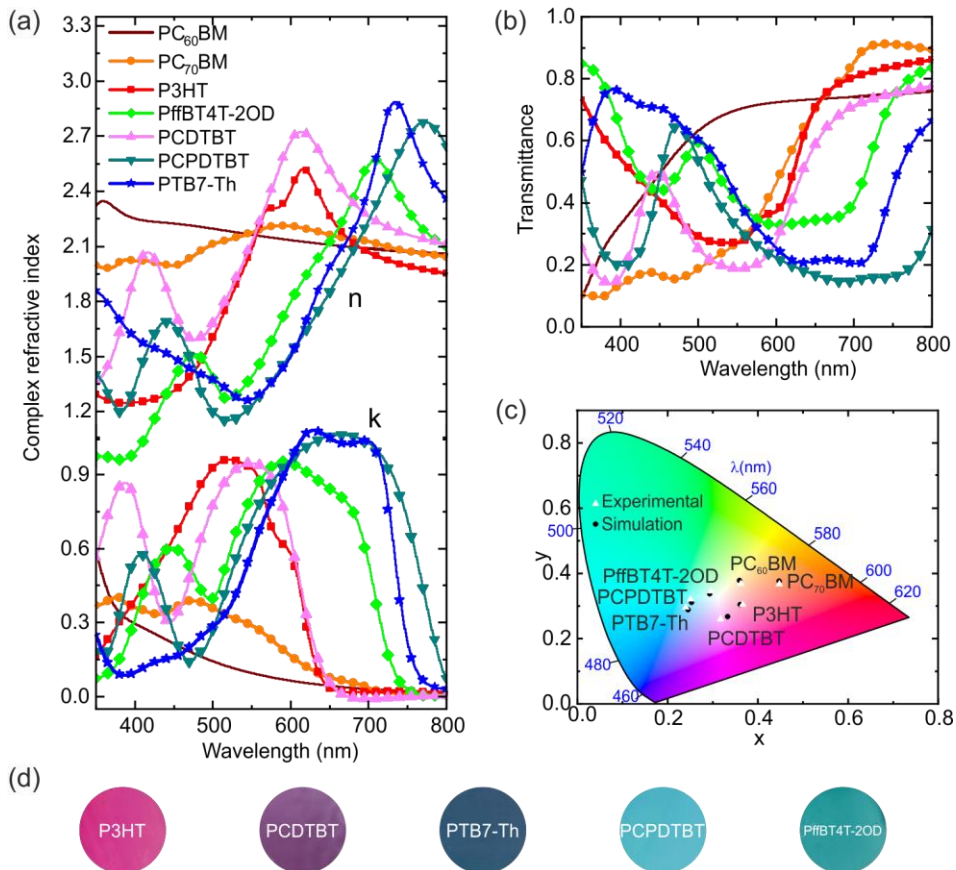 (a)
PC₆₀BM
PC₇₀BM
P3HT
PffBT4T-2OD
PCDTBT
PCPDTBT
PTB7-Th
Complex refractive index
3.3
3.0
2.7
2.4
2.1
1.8
1.5
1.2
0.9
0.6
0.3
0.0
n
k
400 500 600 700 800
Wavelength (nm)
(b)
Transmittance
1.0
0.8
0.6
0.4
0.2
0.0
400 500 600 700 800
Wavelength (nm)
(c)
y
0.8
0.6
0.4
0.2
0.0
520
540
λ(nm)
560
500
580
600
620
480
460
Experimental
Simulation
PC₆₀BM
PffBT4T-2OD
PC₇₀BM
PCPDTBT
PTB7-Th
P3HT
PCDTBT
0.0 0.2 0.4 0.6 0.8
x
(d)
P3HT
PCDTBT
PTB7-Th
PCPDTBT
PffBT4T-2OD